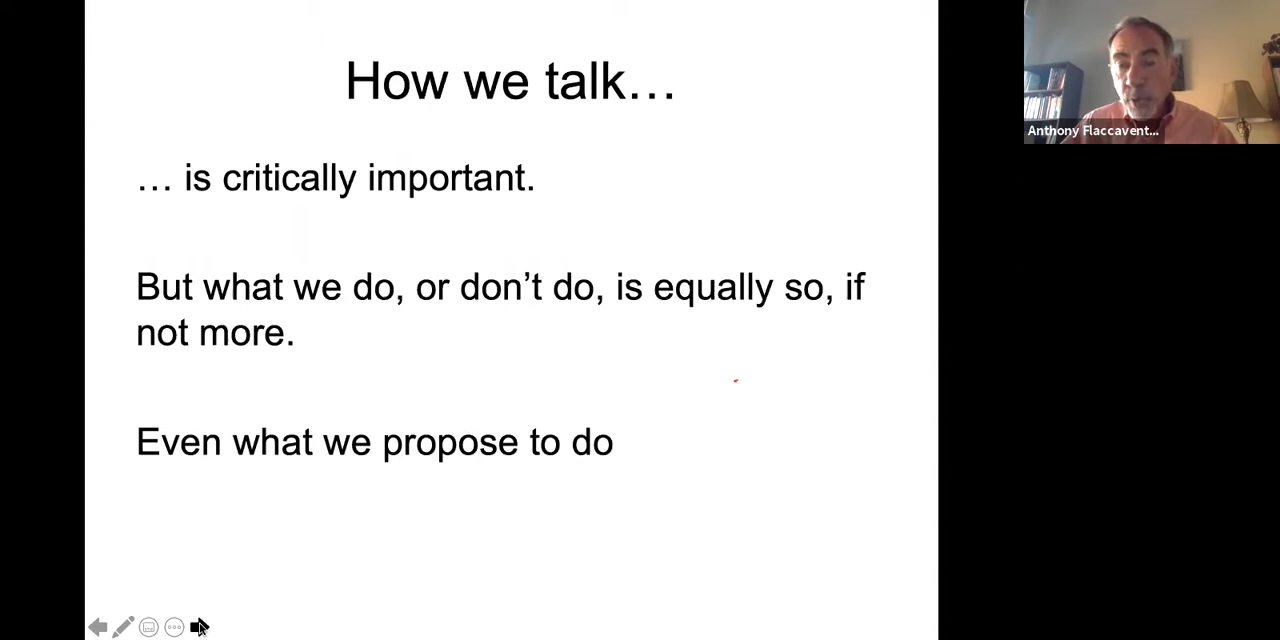 How we talk…
… is critically important.
But what we do, or don’t do, is equally so, if
not more.
Even what we propose to do
Anthony Flaccavent...